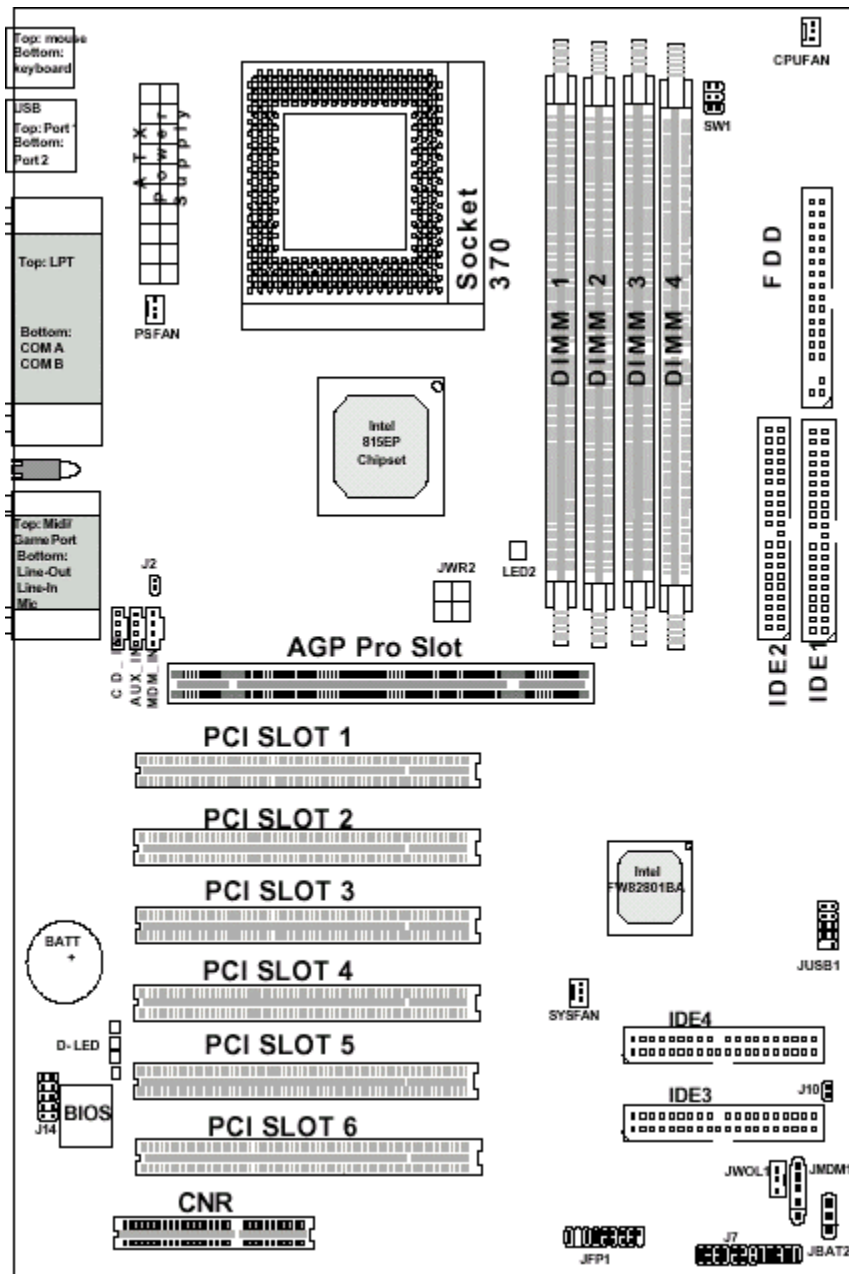 Top: mouse
Bottom:
keyboard
USB
Top: Port 1
Bottom:
Port 2
ATX
Power
Supply
Socket
370
DIMM 1
DIMM 2
DIMM 3
DIMM 4
CPUFAN
SW1
FDD
Top: LPT
Bottom:
COM A
COM B
PSFAN
Intel
815EP
Chipset
Top: Midi/
Game Port
Bottom:
Line-Out
Line-In
Mic
J2
JWR2
LED2
CD_IN
AUX_IN
MDM_IN
AGP Pro Slot
IDE2
IDE1
PCI SLOT 1
PCI SLOT 2
PCI SLOT 3
PCI SLOT 4
PCI SLOT 5
PCI SLOT 6
CNR
Intel
FW82801BA
BATT
+
D-LED
J14
BIOS
JUSB1
SYSFAN
IDE4
IDE3
J10
JWOL1
JMDM1
JBAT2
JFP1
J7